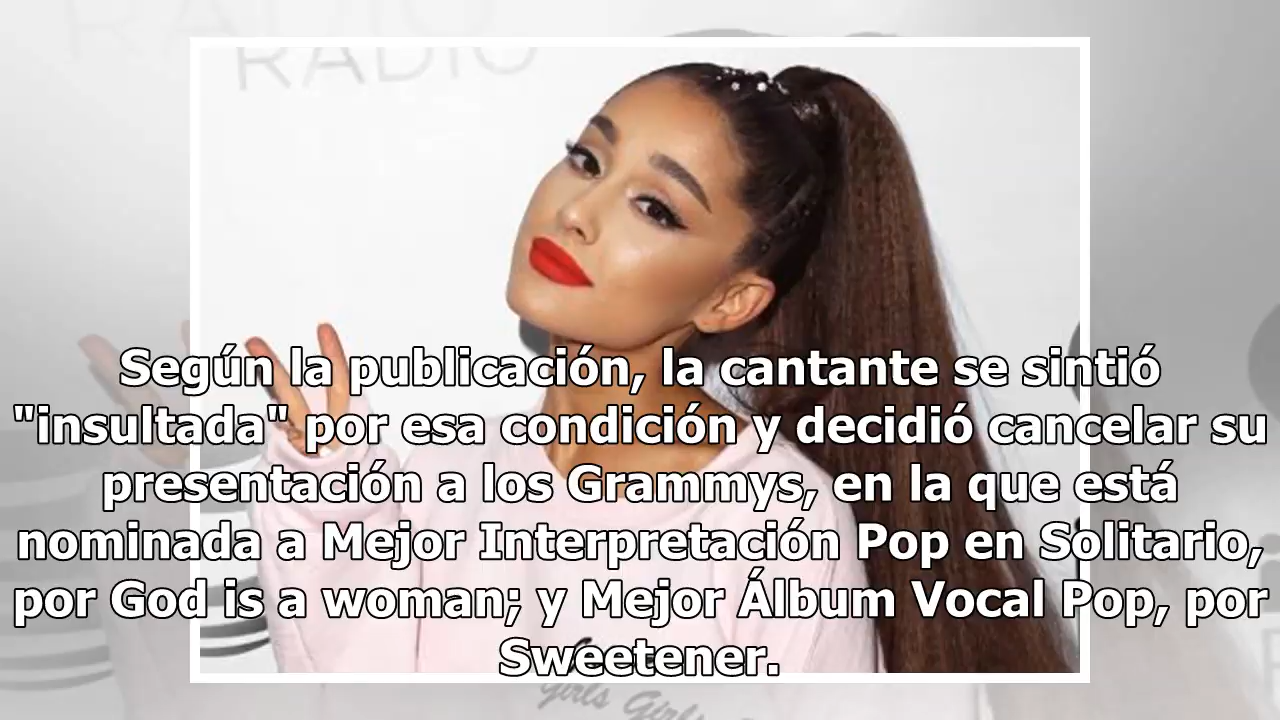 RADIO
Según la publicación, la cantante se sintió
"insultada" por esa condición y decidió cancelar su
presentación a los Grammys, en la que está
nominada a Mejor Interpretación Pop en Solitario,
por God is a woman; y Mejor Álbum Vocal Pop, por
Sweetener.
Girls Girls